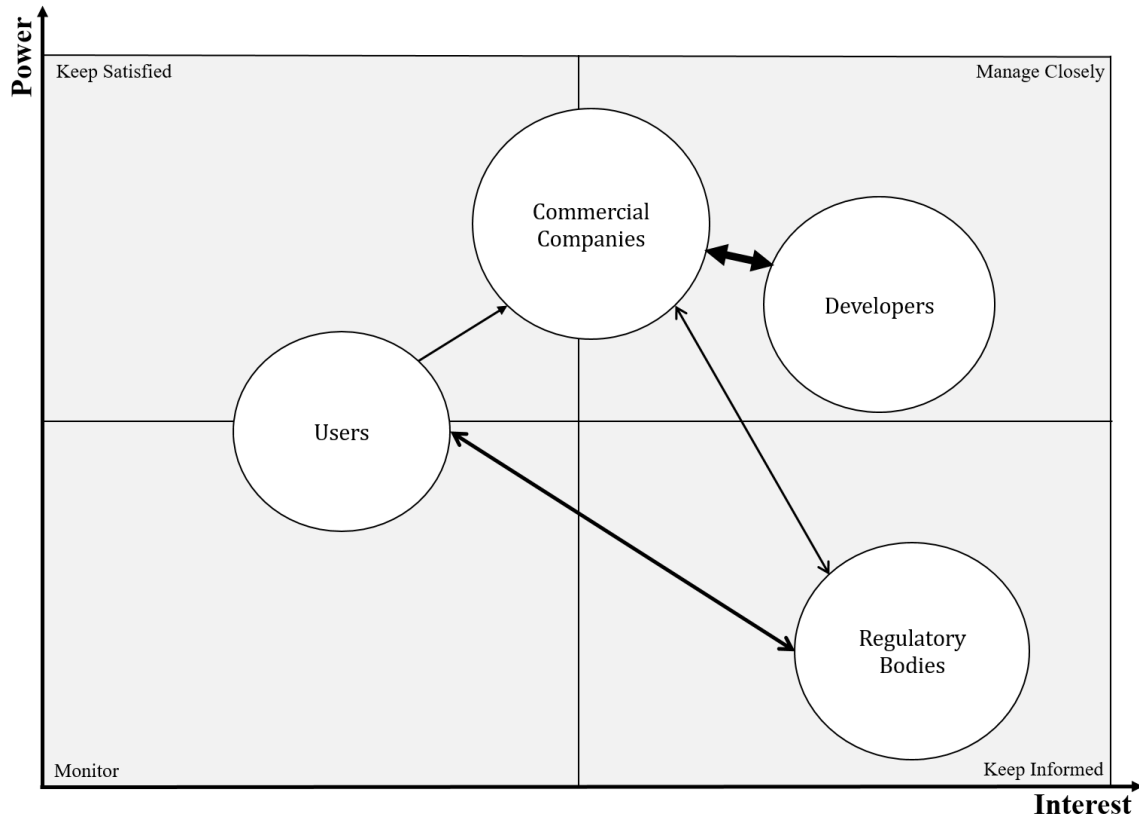 Power
Keep Satisfied
Manage Closely
Commercial
Companies
Developers
Users
Regulatory
Bodies
Monitor
Keep Informed
Interest